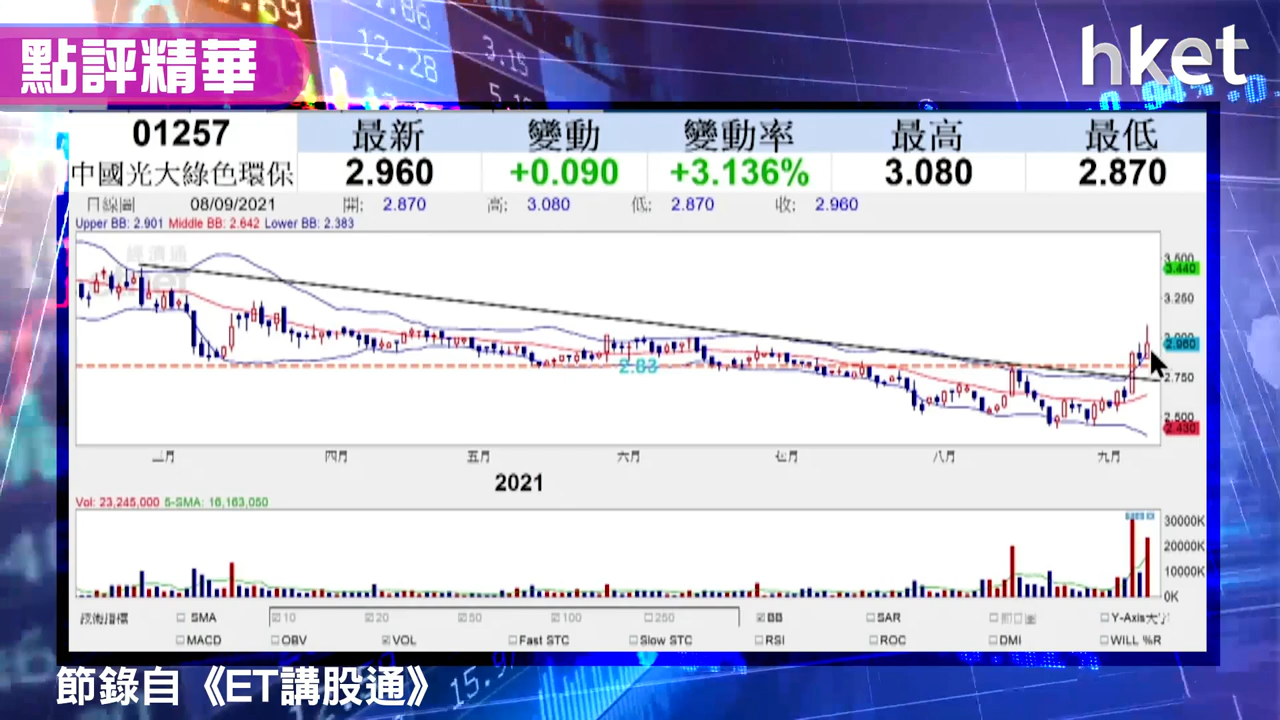 點評精華
hket
01257 最新 變動 變動率 最高 最低
中國光大綠色環保 2.960 +0.090 +3.136% 3.080 2.870
日線圖 08/09/2021 開: 2.870 高: 3.080 低: 2.870 收: 2.960
Upper BB: 2.901 Middle BB: 2.642 Lower BB: 2.383
經濟通
3.500
3.440
3.260
2.960
2.83
2.750
2.500
2.430
三月 四月 五月 六月 七月 八月 九月
2021
Vol: 23,245,000 5-SMA: 16,163,050
30000K
20000K
10000K
0K
技術指標 SMA 10 20 50 100 250 BB SAR Y-Axis
MACD OBV VOL Fast STC Slow STC RSI ROC DMI WILL %R
節錄自《ET講股通》